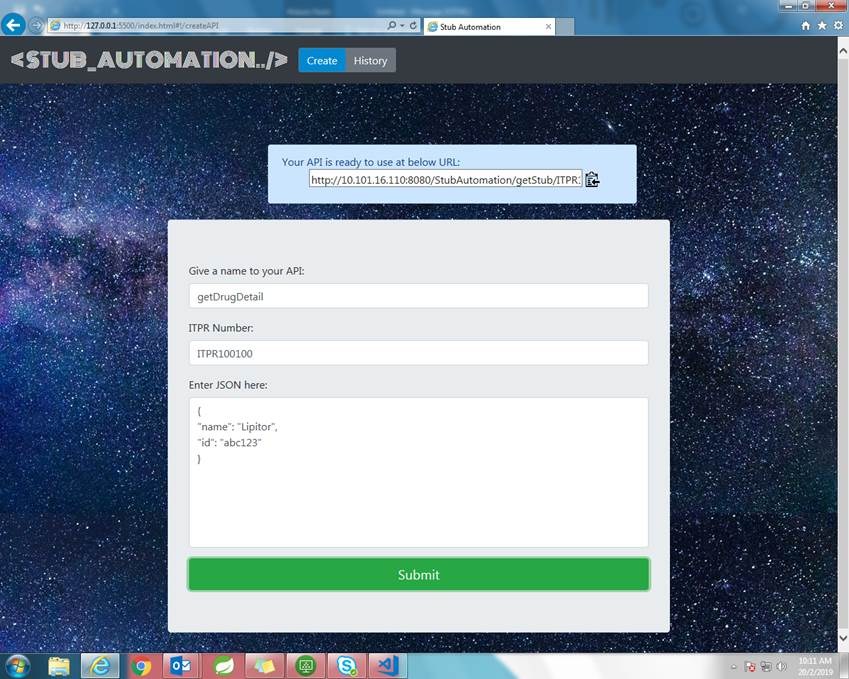 http://127.0.0.1:5500/index.html#!/createAPI
Stub Automation
<STUB_AUTOMATION../>
Create
History
Your API is ready to use at below URL:
http://10.101.16.110:8080/StubAutomation/getStub/ITPR
Give a name to your API:
getDrugDetail
ITPR Number:
ITPR100100
Enter JSON here:
{
"name": "Lipitor",
"id": "abc123"
}
Submit
10:11 AM
20/2/2019